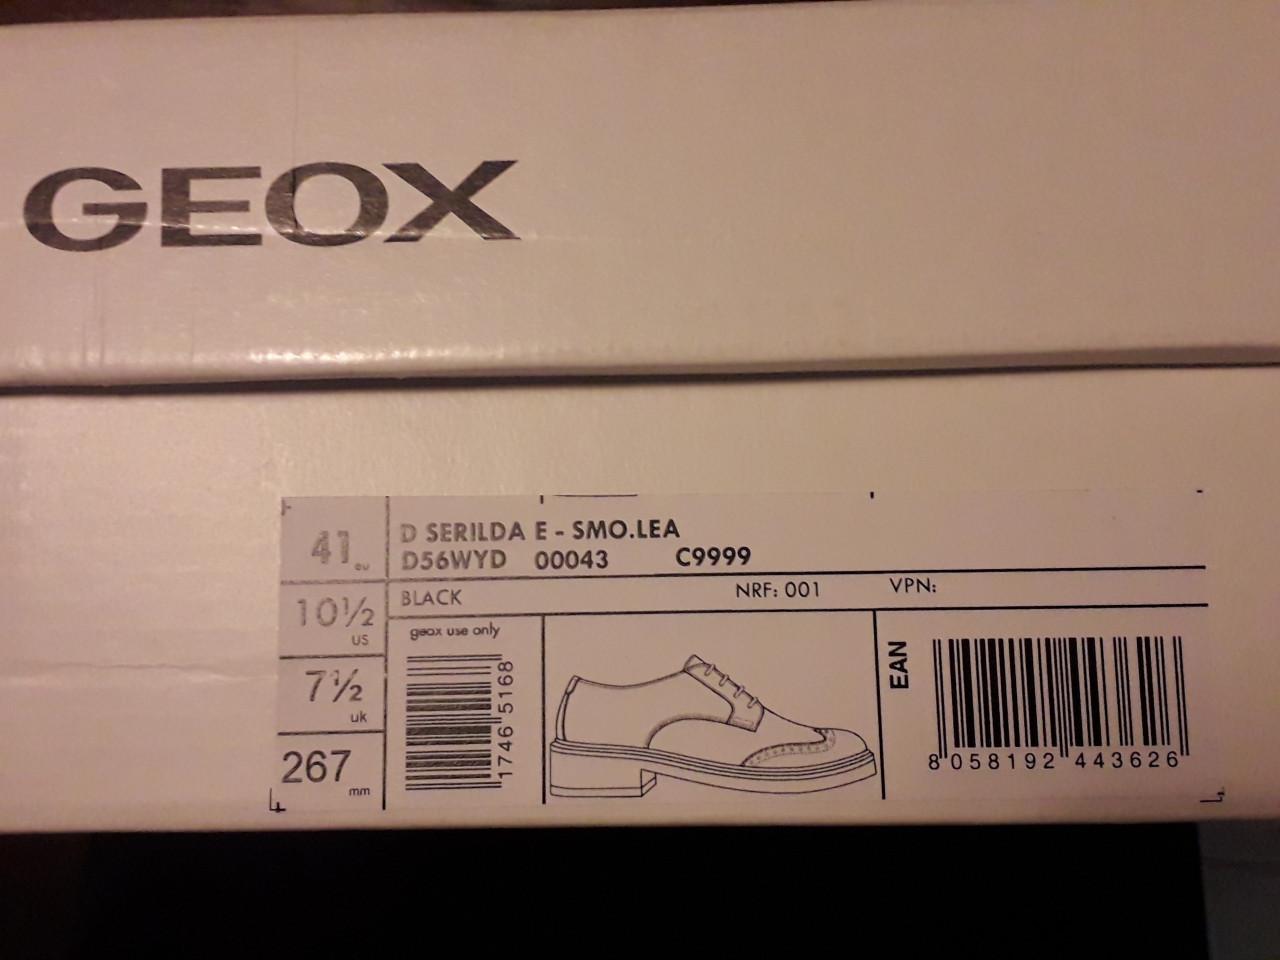 GEOX
41 eu
D SERILDA E - SMO.LEA
D56WYD 00043 C9999
10½ US
BLACK NRF: 001 VPN:
7½ uk
267 mm
geox use only
1746 5168
EAN
8 058192 443626